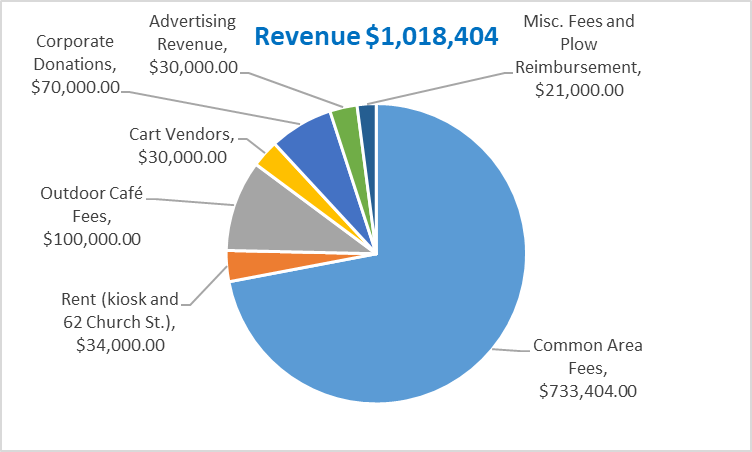 Revenue $1,018,404
Advertising
Revenue,
$30,000.00
Misc. Fees and
Plow
Reimbursement,
$21,000.00
Corporate
Donations,
$70,000.00
Cart Vendors,
$30,000.00
Outdoor Café
Fees,
$100,000.00
Rent (kiosk and
62 Church St.),
$34,000.00
Common Area
Fees,
$733,404.00